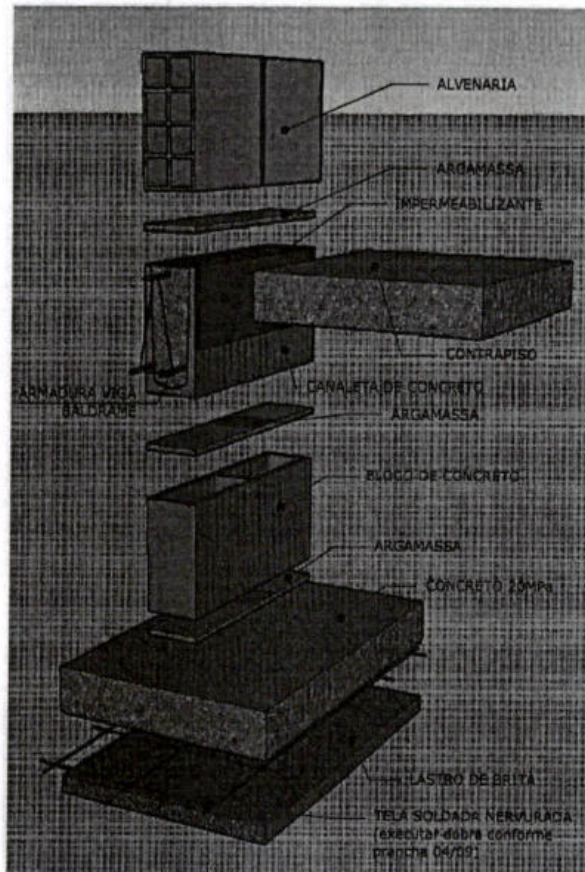 ALVENARIA
ARGAMASSA
IMPERMEABILIZANTE
CONTRAPISO
CANALETA DE CONCRETO
ARMADURA VIGA
BALDRAME
ARGAMASSA
BLOCO DE CONCRETO
ARGAMASSA
CONCRETO 20MPa
LASTRO DE BRITA
TELA SOLDADA NERVURADA
(executar dobra conforme
prancha 04/09)